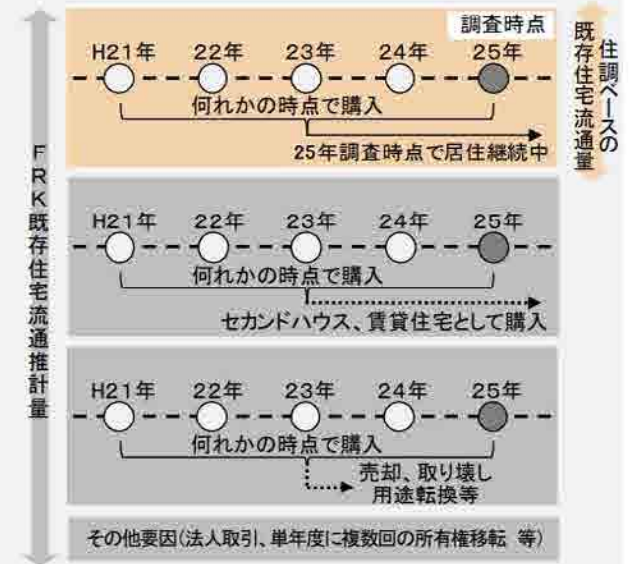 調査時点
H21年 22年 23年 24年 25年
何れかの時点で購入
25年調査時点で居住継続中
住調ベースの
既存住宅流通量
FRK既存住宅流通推計量
H21年 22年 23年 24年 25年
何れかの時点で購入
セカンドハウス、賃貸住宅として購入
H21年 22年 23年 24年 25年
何れかの時点で購入
売却、取り壊し
用途転換等
その他要因(法人取引、単年度に複数回の所有権移転 等)